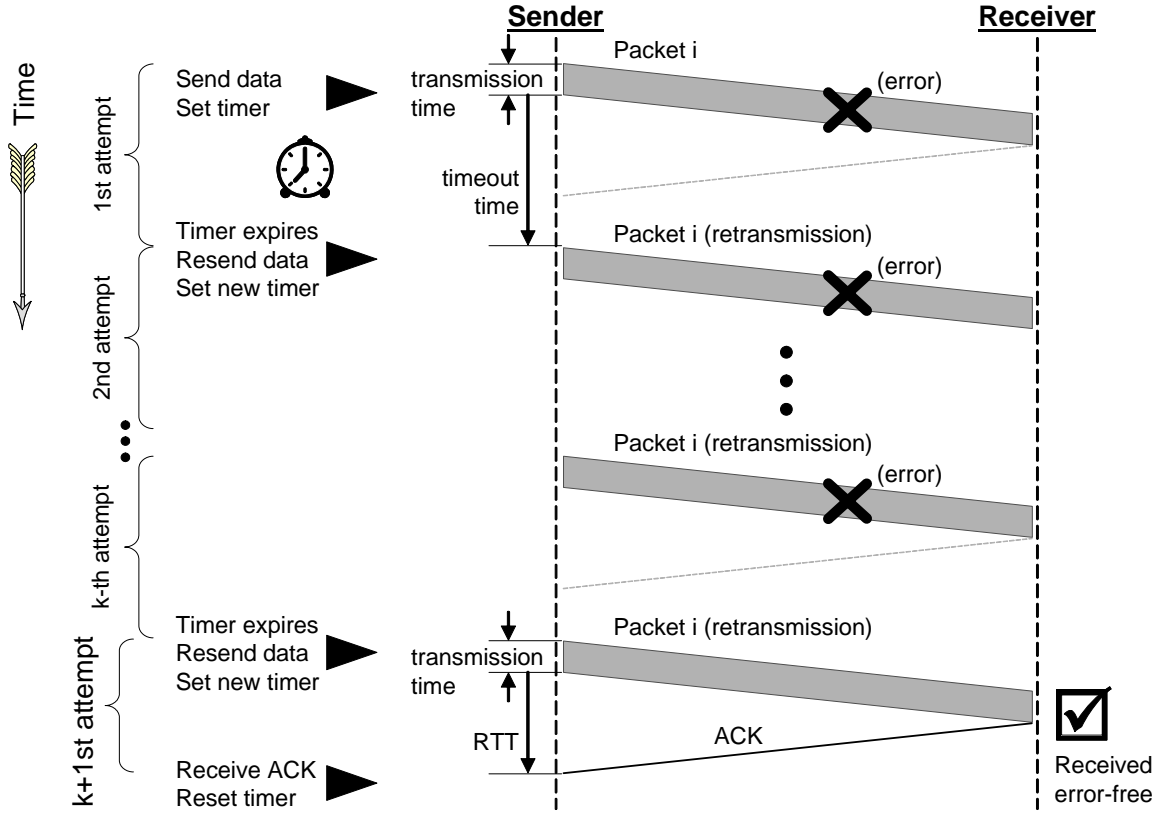 Sender
Receiver
Time
1st attempt
Send data
Set timer
transmission
time
Packet i
(error)
timeout
time
Timer expires
Resend data
Set new timer
Packet i (retransmission)
(error)
2nd attempt
k-th attempt
Packet i (retransmission)
(error)
k+1st attempt
Timer expires
Resend data
Set new timer
transmission
time
Packet i (retransmission)
RTT
ACK
Receive ACK
Reset timer
Received
error-free